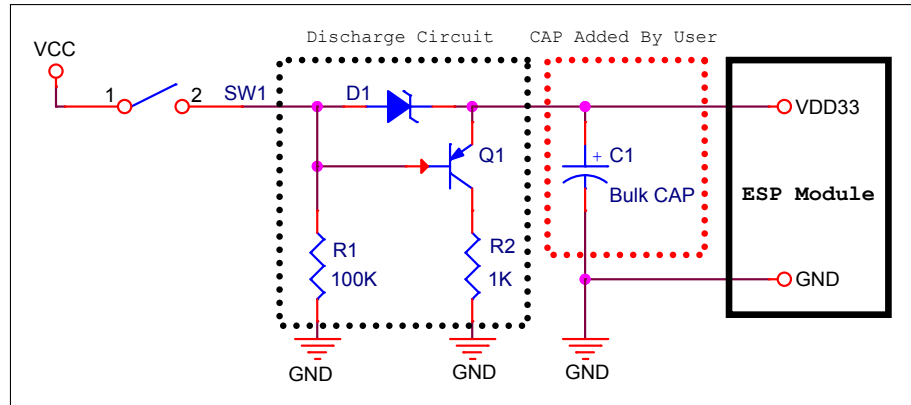 Discharge Circuit
CAP Added By User
VCC
1
2
SW1
D1
VDD33
Q1
+ C1
Bulk CAP
ESP Module
R1
100K
R2
1K
GND
GND
GND
GND